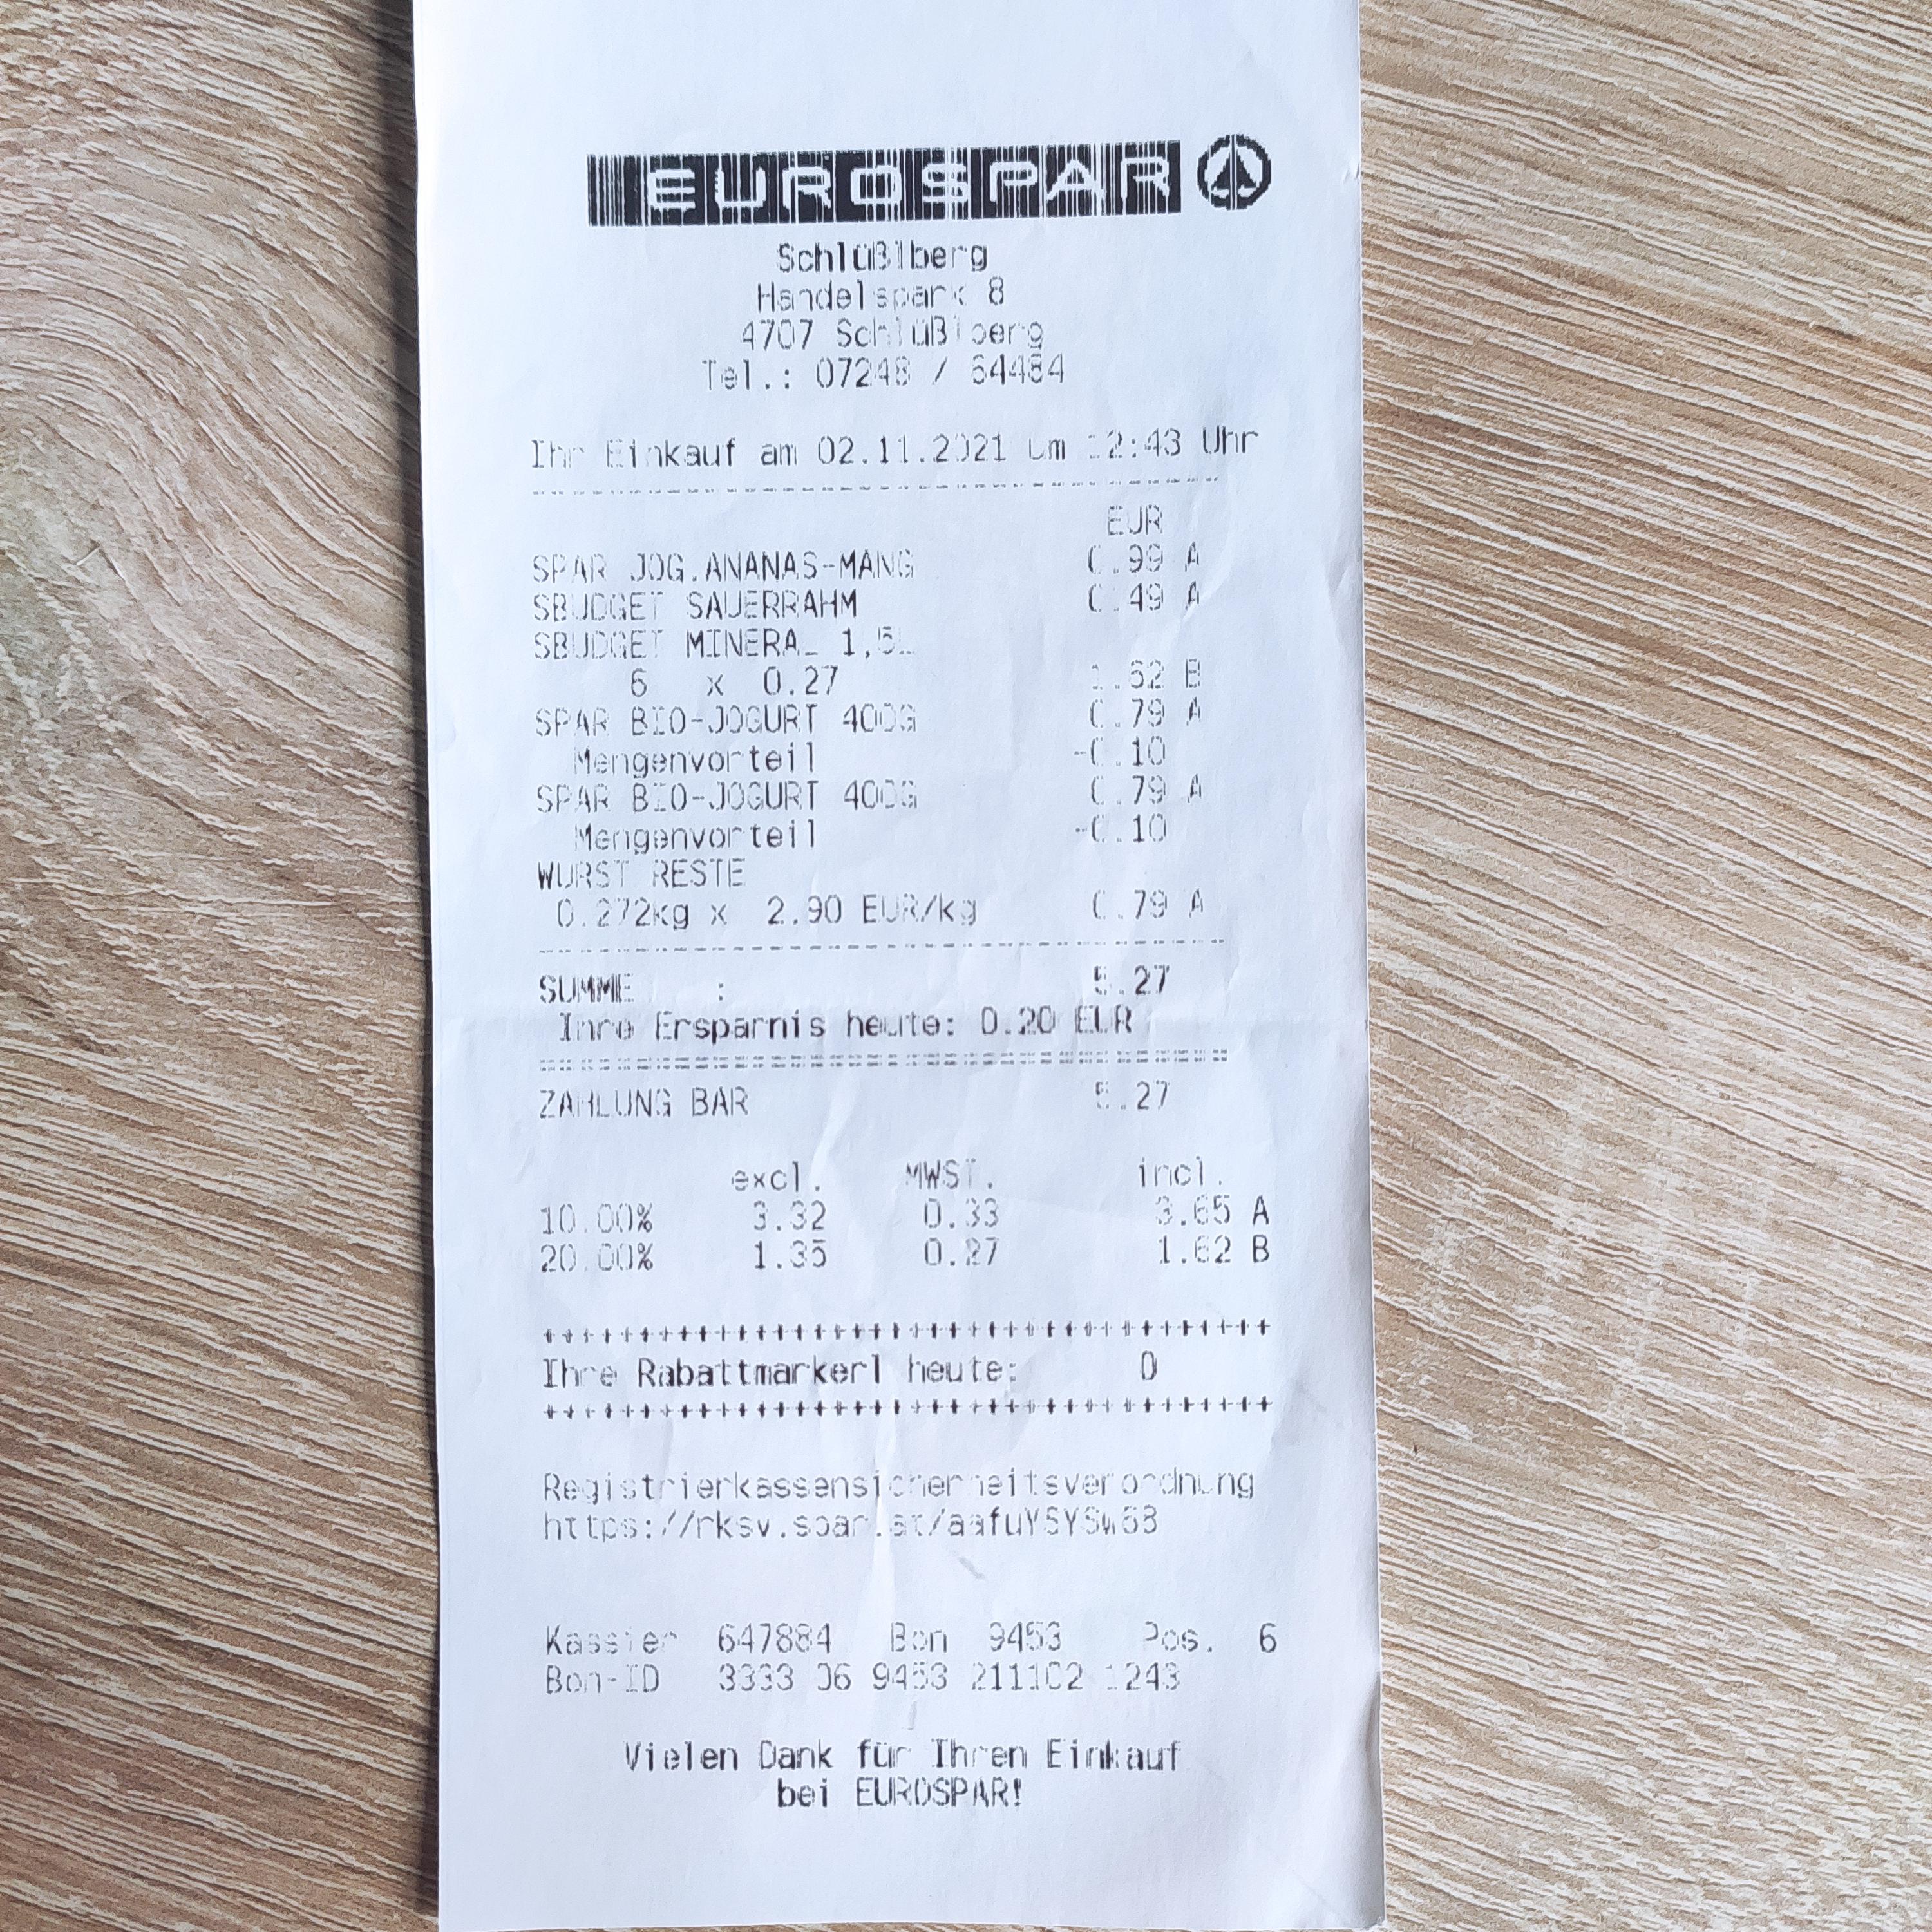 EUROSPAR
Schlüßlberg
Handelspark 8
4707 Schlüßlberg
Tel.: 07248 / 64484
Ihr Einkauf am 02.11.2021 um 12:43 Uhr
EUR
SPAR JOG.ANANAS-MANG 0.99 A
SBUDGET SAUERRAHM 0.49 A
SBUDGET MINERAL 1,5L
6 x 0.27 1.62 B
SPAR BIO-JOGURT 400G 0.79 A
Mengenvorteil -0.10
SPAR BIO-JOGURT 400G 0.79 A
Mengenvorteil -0.10
WURST RESTE
0.272kg x 2.90 EUR/kg 0.79 A
SUMME : 5.27
Ihre Ersparnis heute: 0.20 EUR
ZAHLUNG BAR 5.27
excl. MWST. incl.
10.00% 3.32 0.33 3.65 A
20.00% 1.35 0.27 1.62 B
++++++++++++++++++++++++++++++++++++++
Ihre Rabattmarkerl heute: 0
++++++++++++++++++++++++++++++++++++++
Registrierkassensicherheitsverordnung
Kassier 647884 Bon 9453 Pos. 6
Bon-ID 3333 06 9453 211102 1243
Vielen Dank für Ihren Einkauf
bei EUROSPAR!